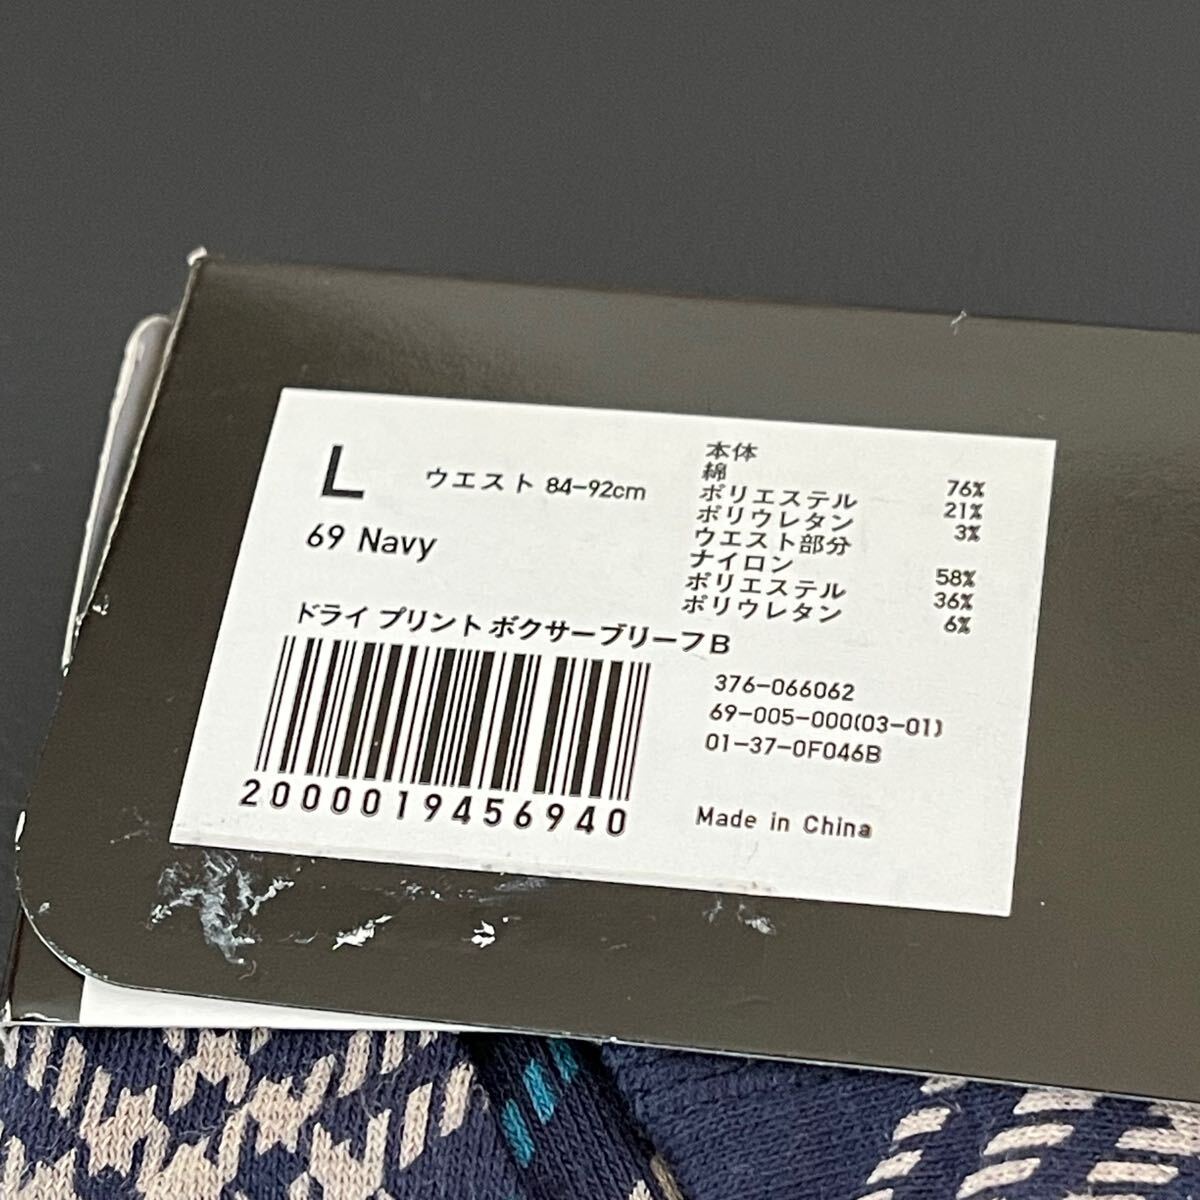 L ウエスト 84-92cm
69 Navy
本体
綿 76%
ポリエステル 21%
ポリウレタン 3%
ウエスト部分
ナイロン 58%
ポリエステル 36%
ポリウレタン 6%
ドライ プリント ボクサーブリーフB
2000019456940
376-066062
69-005-000(03-01)
01-37-0F046B
Made in China